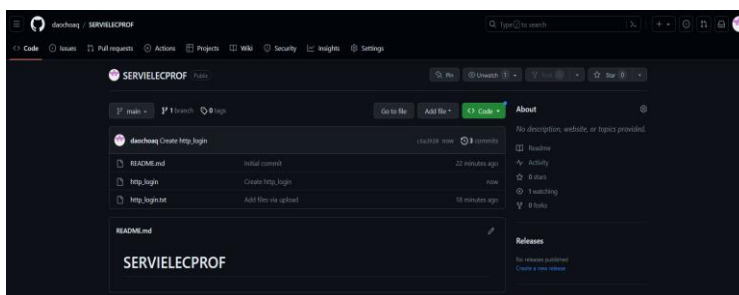 daochoaq / SERVIELECPROF
Type / to search
Code Issues Pull requests Actions Projects Wiki Security Insights Settings
SERVIELECPROF Public
Pin Unwatch 1 Fork 0 Star 0
main 1 branch 0 tags
Go to file Add file Code
About
No description, website, or topics provided.
daochoaq Create http_login
now 3 commits
README.md Initial commit 22 minutes ago
http_login Create http_login now
http_login.txt Add files via upload 18 minutes ago
Readme
Activity
0 stars
1 watching
0 forks
README.md
SERVIELECPROF
Releases
No releases published
Create a new release